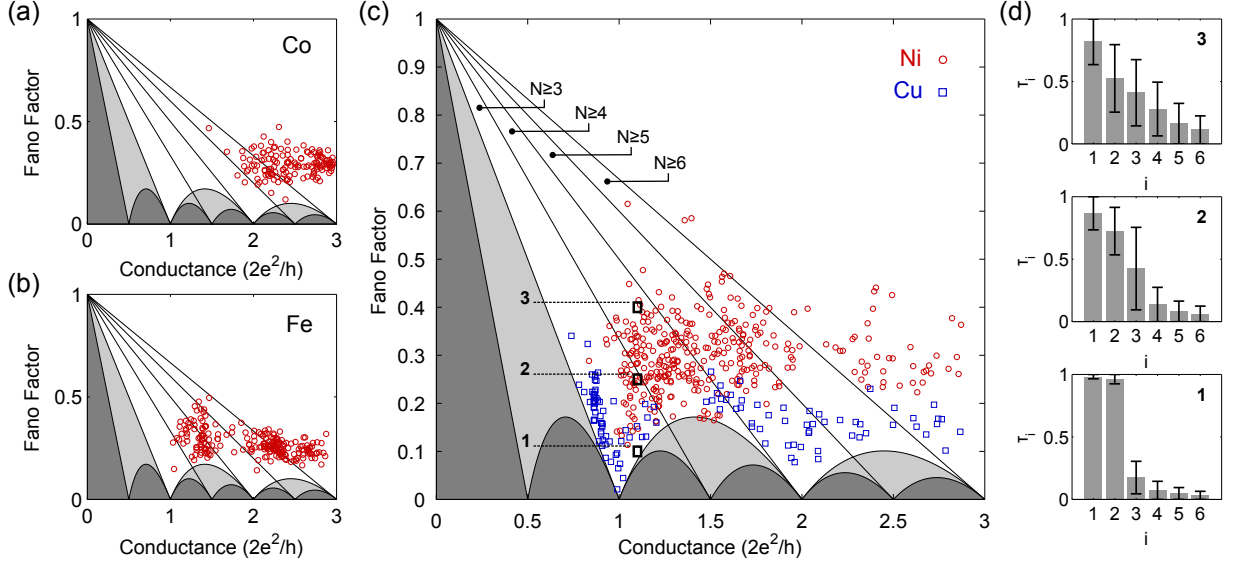 (a)
Co
1
0.5
0
Fano Factor
0 1 2 3
Conductance (2e²/h)
(b)
Fe
1
0.5
0
Fano Factor
0 1 2 3
Conductance (2e²/h)
(c)
Ni
Cu
N≥3
N≥4
N≥5
N≥6
3
2
1
1
0.9
0.8
0.7
0.6
0.5
0.4
0.3
0.2
0.1
0
Fano Factor
0 0.5 1 1.5 2 2.5 3
Conductance (2e²/h)
(d)
3
1
0.5
0
τi
1 2 3 4 5 6
i
2
1
0.5
0
τi
1 2 3 4 5 6
i
1
1
0.5
0
τi
1 2 3 4 5 6
i